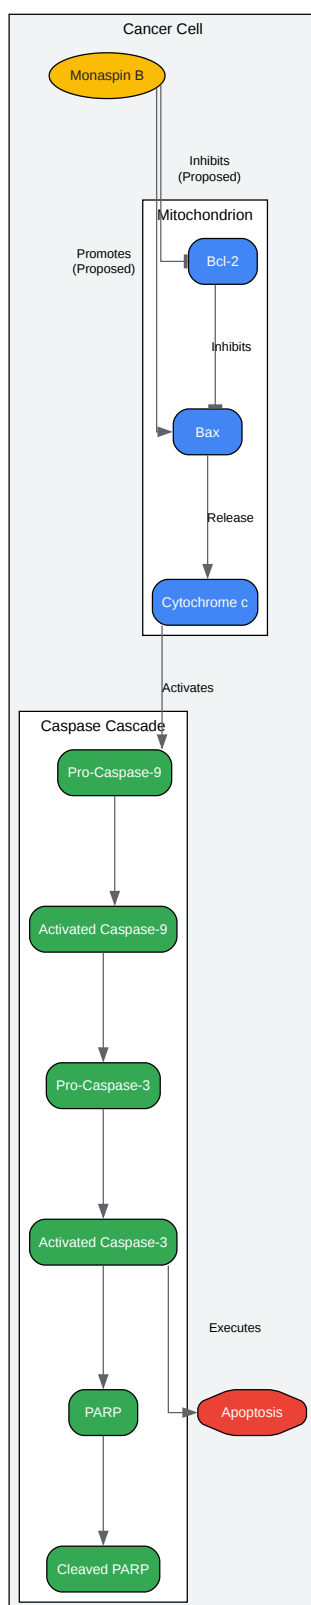 Cancer Cell
Monaspin B
Inhibits
(Proposed)
Mitochondrion
Promotes
(Proposed)
Bcl-2
Inhibits
Bax
Release
Cytochrome c
Activates
Caspase Cascade
Pro-Caspase-9
Activated Caspase-9
Pro-Caspase-3
Activated Caspase-3
Executes
PARP
Apoptosis
Cleaved PARP